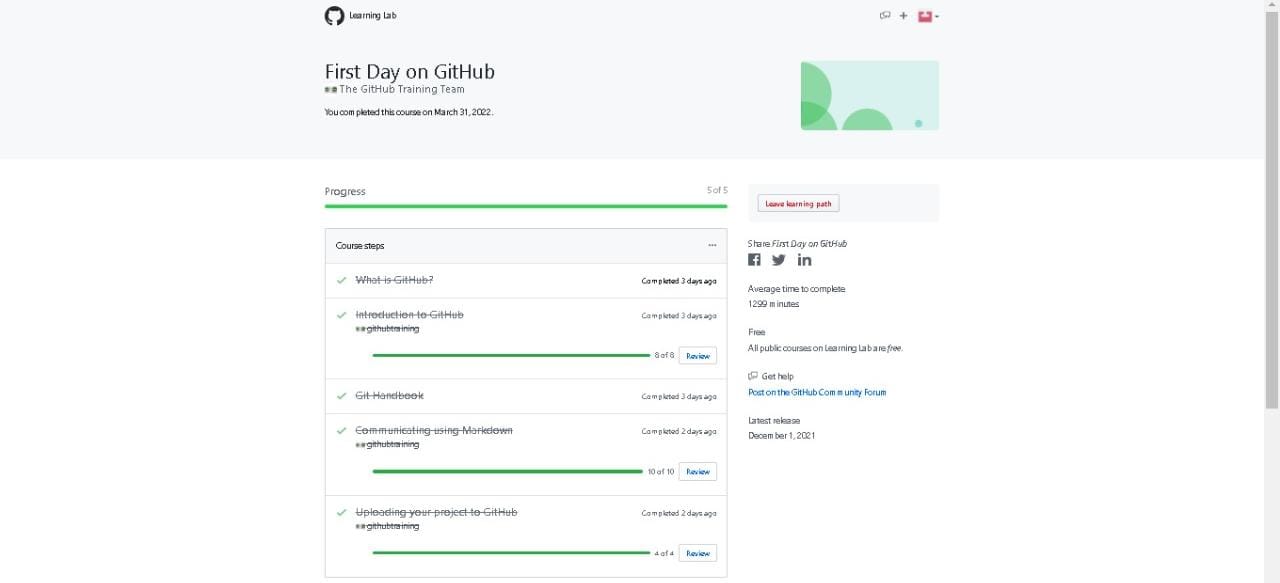 Learning Lab
First Day on GitHub
The GitHub Training Team
You completed this course on March 31, 2022.
Progress
5 of 5
Course steps
What is GitHub?
Completed 3 days ago
Introduction to GitHub
Completed 3 days ago
githubtraining
8 of 8
Review
Git Handbook
Completed 3 days ago
Communicating using Markdown
Completed 2 days ago
githubtraining
10 of 10
Review
Uploading your project to GitHub
Completed 2 days ago
githubtraining
4 of 4
Review
Leave learning path
Share First Day on GitHub
Average time to complete
1299 minutes
Free
All public courses on Learning Lab are free.
Get help
Post on the GitHub Community Forum
Latest release
December 1, 2021